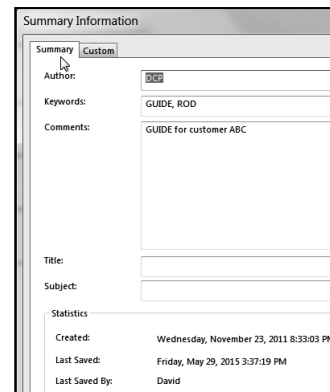 Summary Information
Summary Custom
Author: DCP
Keywords: GUIDE, ROD
Comments: GUIDE for customer ABC
Title:
Subject:
Statistics
Created: Wednesday, November 23, 2011 8:33:03 PM
Last Saved: Friday, May 29, 2015 3:37:19 PM
Last Saved By: David